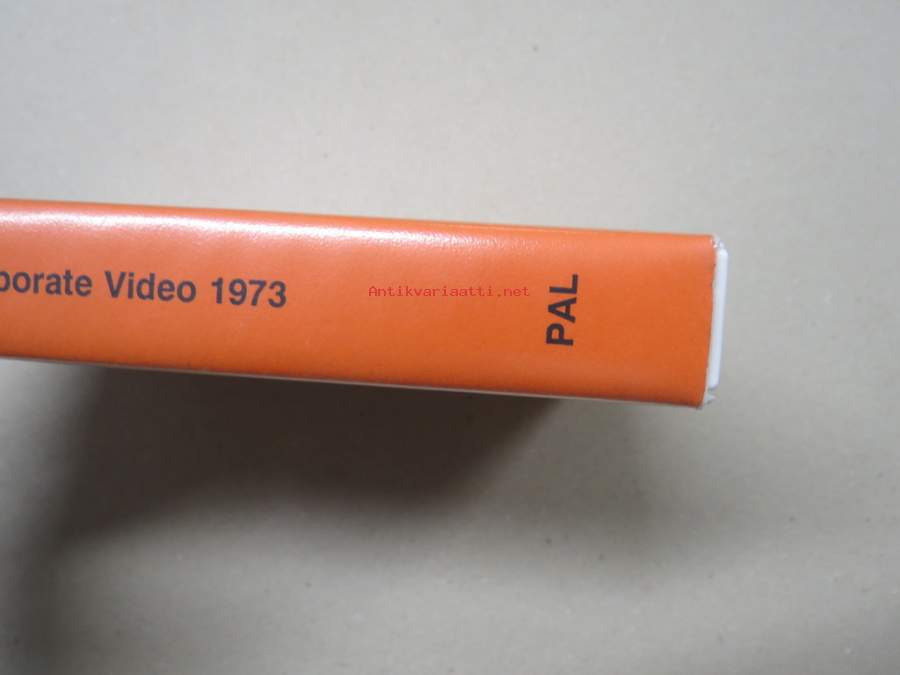 porate Video 1973
Antikvariaatti.net
PAL